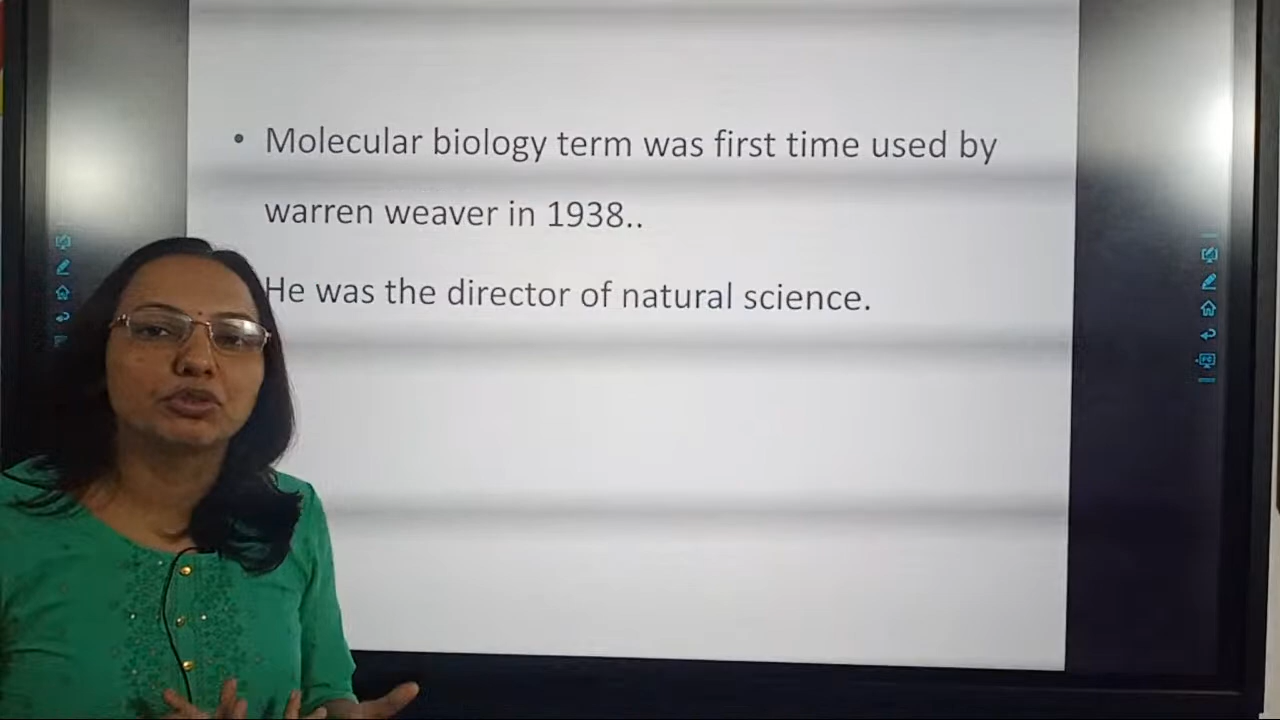 • Molecular biology term was first time used by
warren weaver in 1938..
He was the director of natural science.